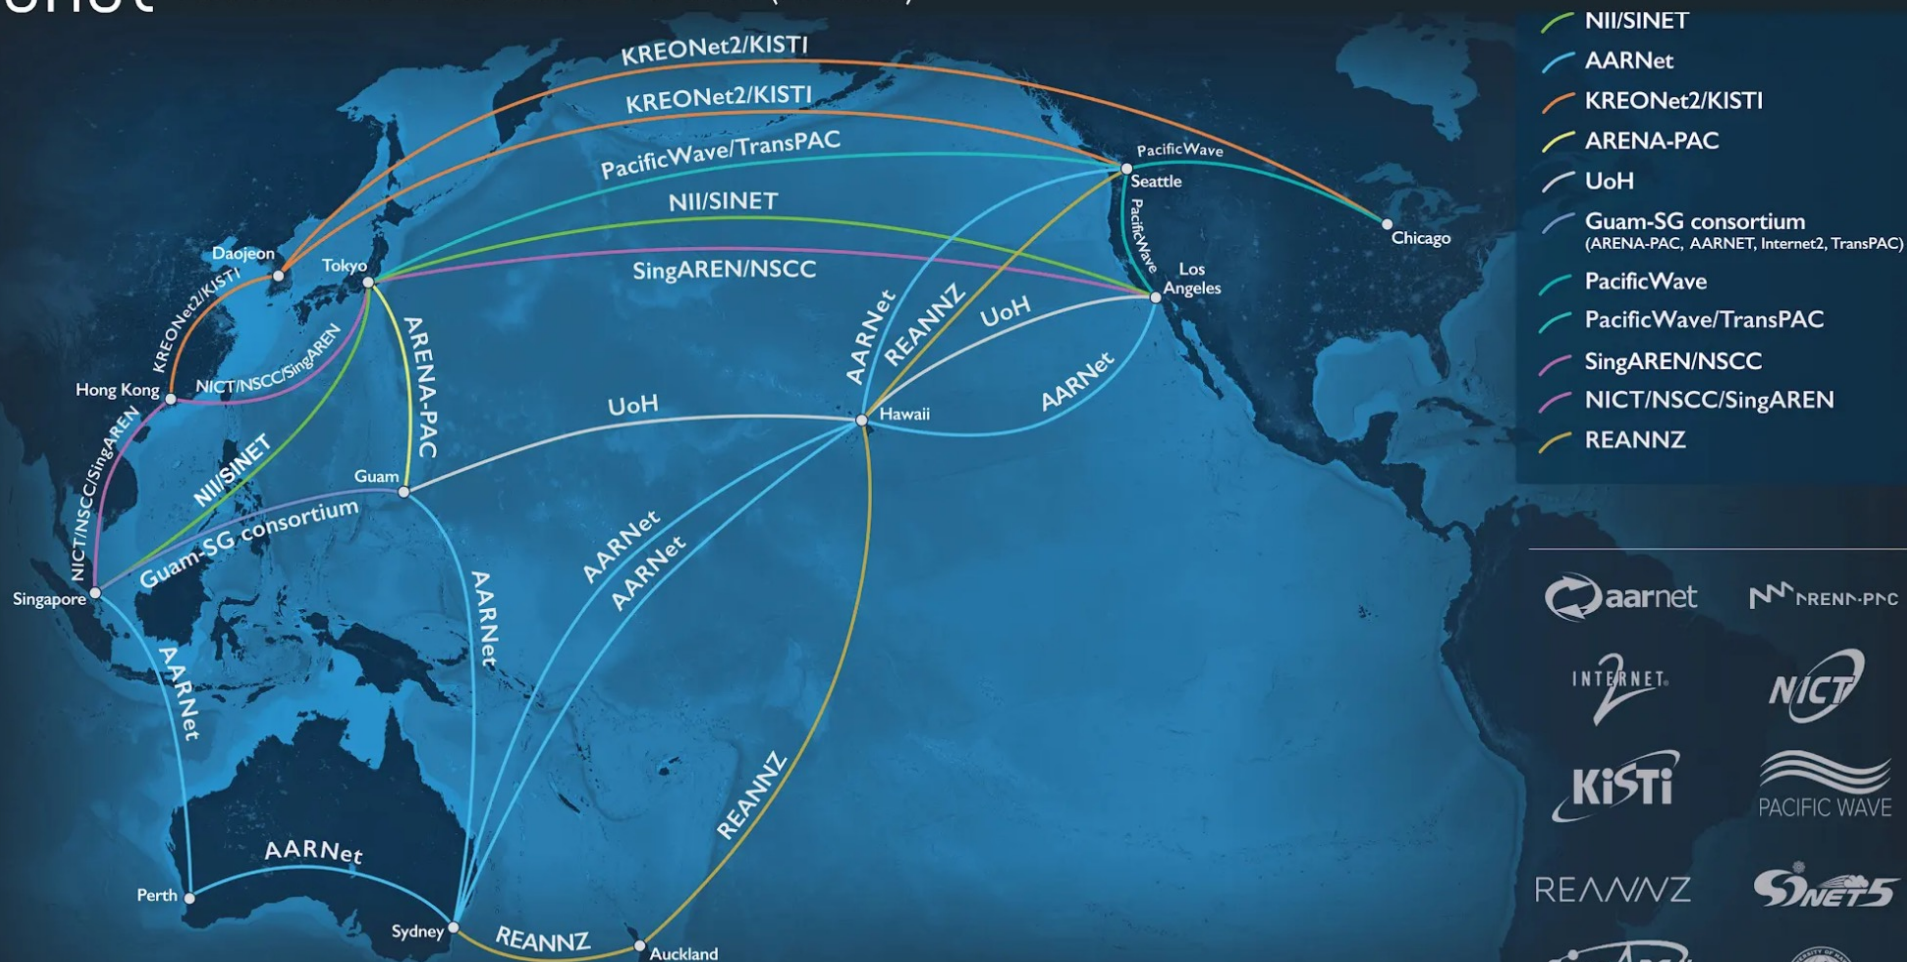 KREONet2/KISTI
KREONet2/KISTI
PacificWave/TransPAC
NII/SINET
SingAREN/NSCC
PacificWave
Seattle
PacificWave
Chicago
Los
Angeles
Daejeon
Tokyo
KREONet2/KISTI
NICT/NSCC/SingAREN
Hong Kong
ARENA-PAC
AARNet
REANNZ
UoH
AARNet
UoH
Hawaii
NICT/NSCC/SingAREN
NII/SINET
Guam
Guam-SG consortium
Singapore
AARNet
AARNet
AARNet
AARNet
REANNZ
AARNet
Perth
Sydney
REANNZ
Auckland
NII/SINET
AARNet
KREONet2/KISTI
ARENA-PAC
UoH
Guam-SG consortium
(ARENA-PAC, AARNET, Internet2, TransPAC)
PacificWave
PacificWave/TransPAC
SingAREN/NSCC
NICT/NSCC/SingAREN
REANNZ
aarnet
ARENA-PAC
INTERNET
2
NICT
KiSTi
PACIFIC WAVE
REANNZ
SINET5